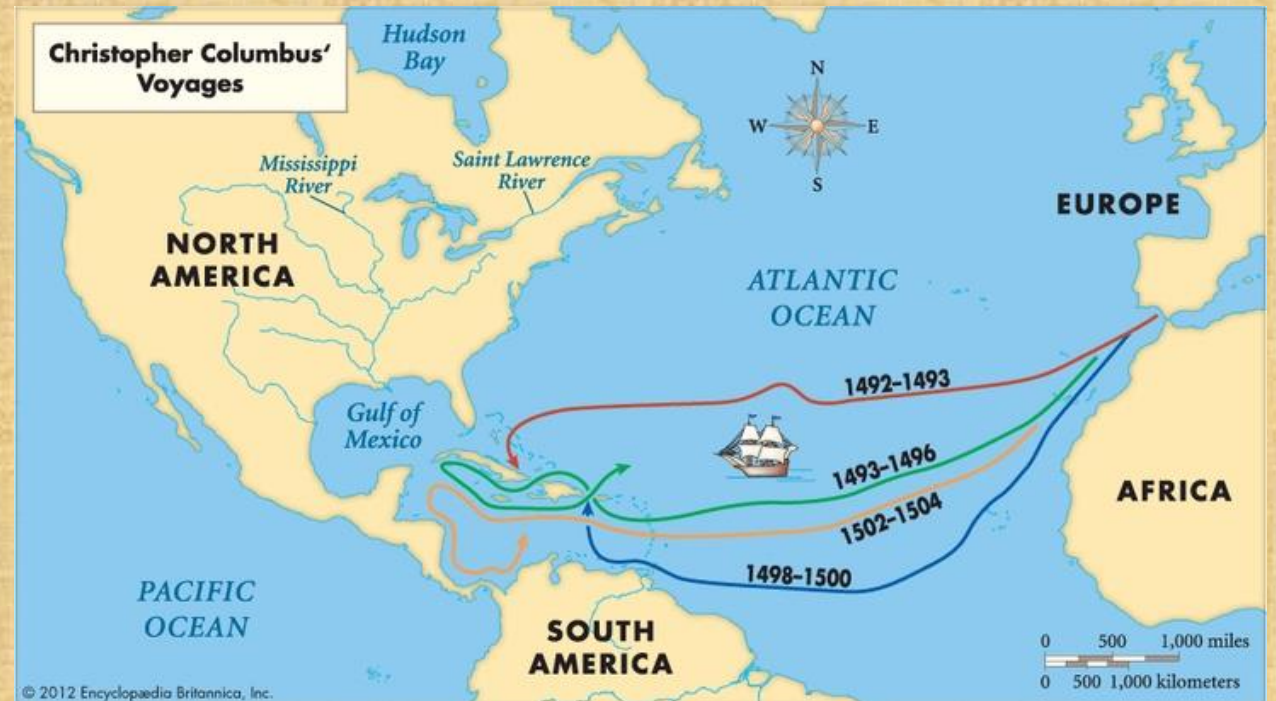 Christopher Columbus’
Voyages
Hudson
Bay
N
W
E
S
Mississippi
River
Saint Lawrence
River
EUROPE
NORTH
AMERICA
ATLANTIC
OCEAN
1492–1493
Gulf of
Mexico
1493–1496
AFRICA
1502–1504
1498–1500
PACIFIC
OCEAN
SOUTH
AMERICA
0 500 1,000 miles
0 500 1,000 kilometers
© 2012 Encyclopædia Britannica, Inc.